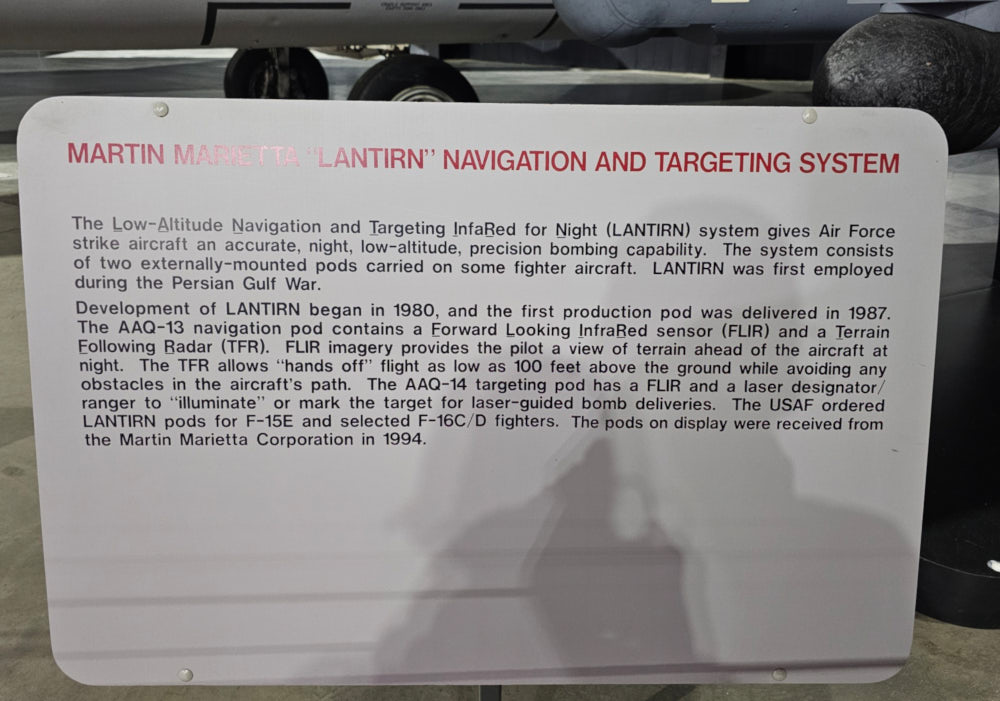 MARTIN MARIETTA "LANTIRN" NAVIGATION AND TARGETING SYSTEM
The Low-Altitude Navigation and Targeting InfaRed for Night (LANTIRN) system gives Air Force
strike aircraft an accurate, night, low-altitude, precision bombing capability. The system consists
of two externally-mounted pods carried on some fighter aircraft. LANTIRN was first employed
during the Persian Gulf War.
Development of LANTIRN began in 1980, and the first production pod was delivered in 1987.
The AAQ-13 navigation pod contains a Forward Looking InfraRed sensor (FLIR) and a Terrain
Following Radar (TFR). FLIR imagery provides the pilot a view of terrain ahead of the aircraft at
night. The TFR allows "hands off" flight as low as 100 feet above the ground while avoiding any
obstacles in the aircraft's path. The AAQ-14 targeting pod has a FLIR and a laser designator/
ranger to "illuminate" or mark the target for laser-guided bomb deliveries. The USAF ordered
LANTIRN pods for F-15E and selected F-16C/D fighters. The pods on display were received from
the Martin Marietta Corporation in 1994.